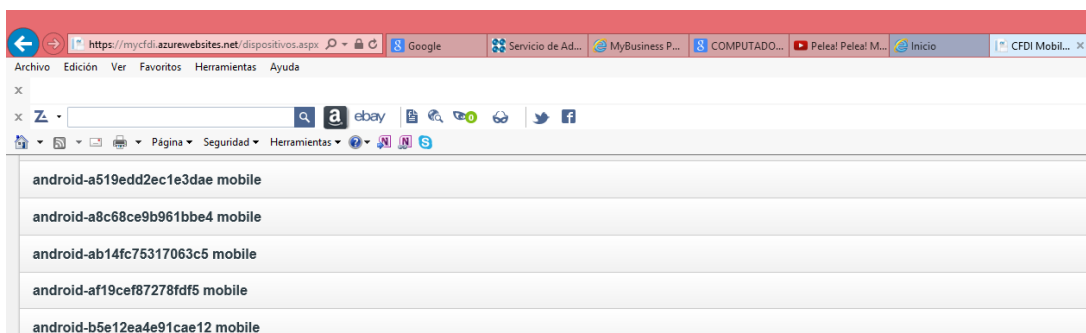 https://mycfdi.azurewebsites.net/dispositivos.aspx Google Servicio de Ad... MyBusiness P... COMPUTADO... Pelea! Pelea! M... Inicio CFDI Mobil... ×
Archivo Edición Ver Favoritos Herramientas Ayuda
x
x Z ebay 0
Página Seguridad Herramientas
android-a519edd2ec1e3dae mobile
android-a8c68ce9b961bbe4 mobile
android-ab14fc75317063c5 mobile
android-af19cef87278fdf5 mobile
android-b5e12ea4e91cae12 mobile